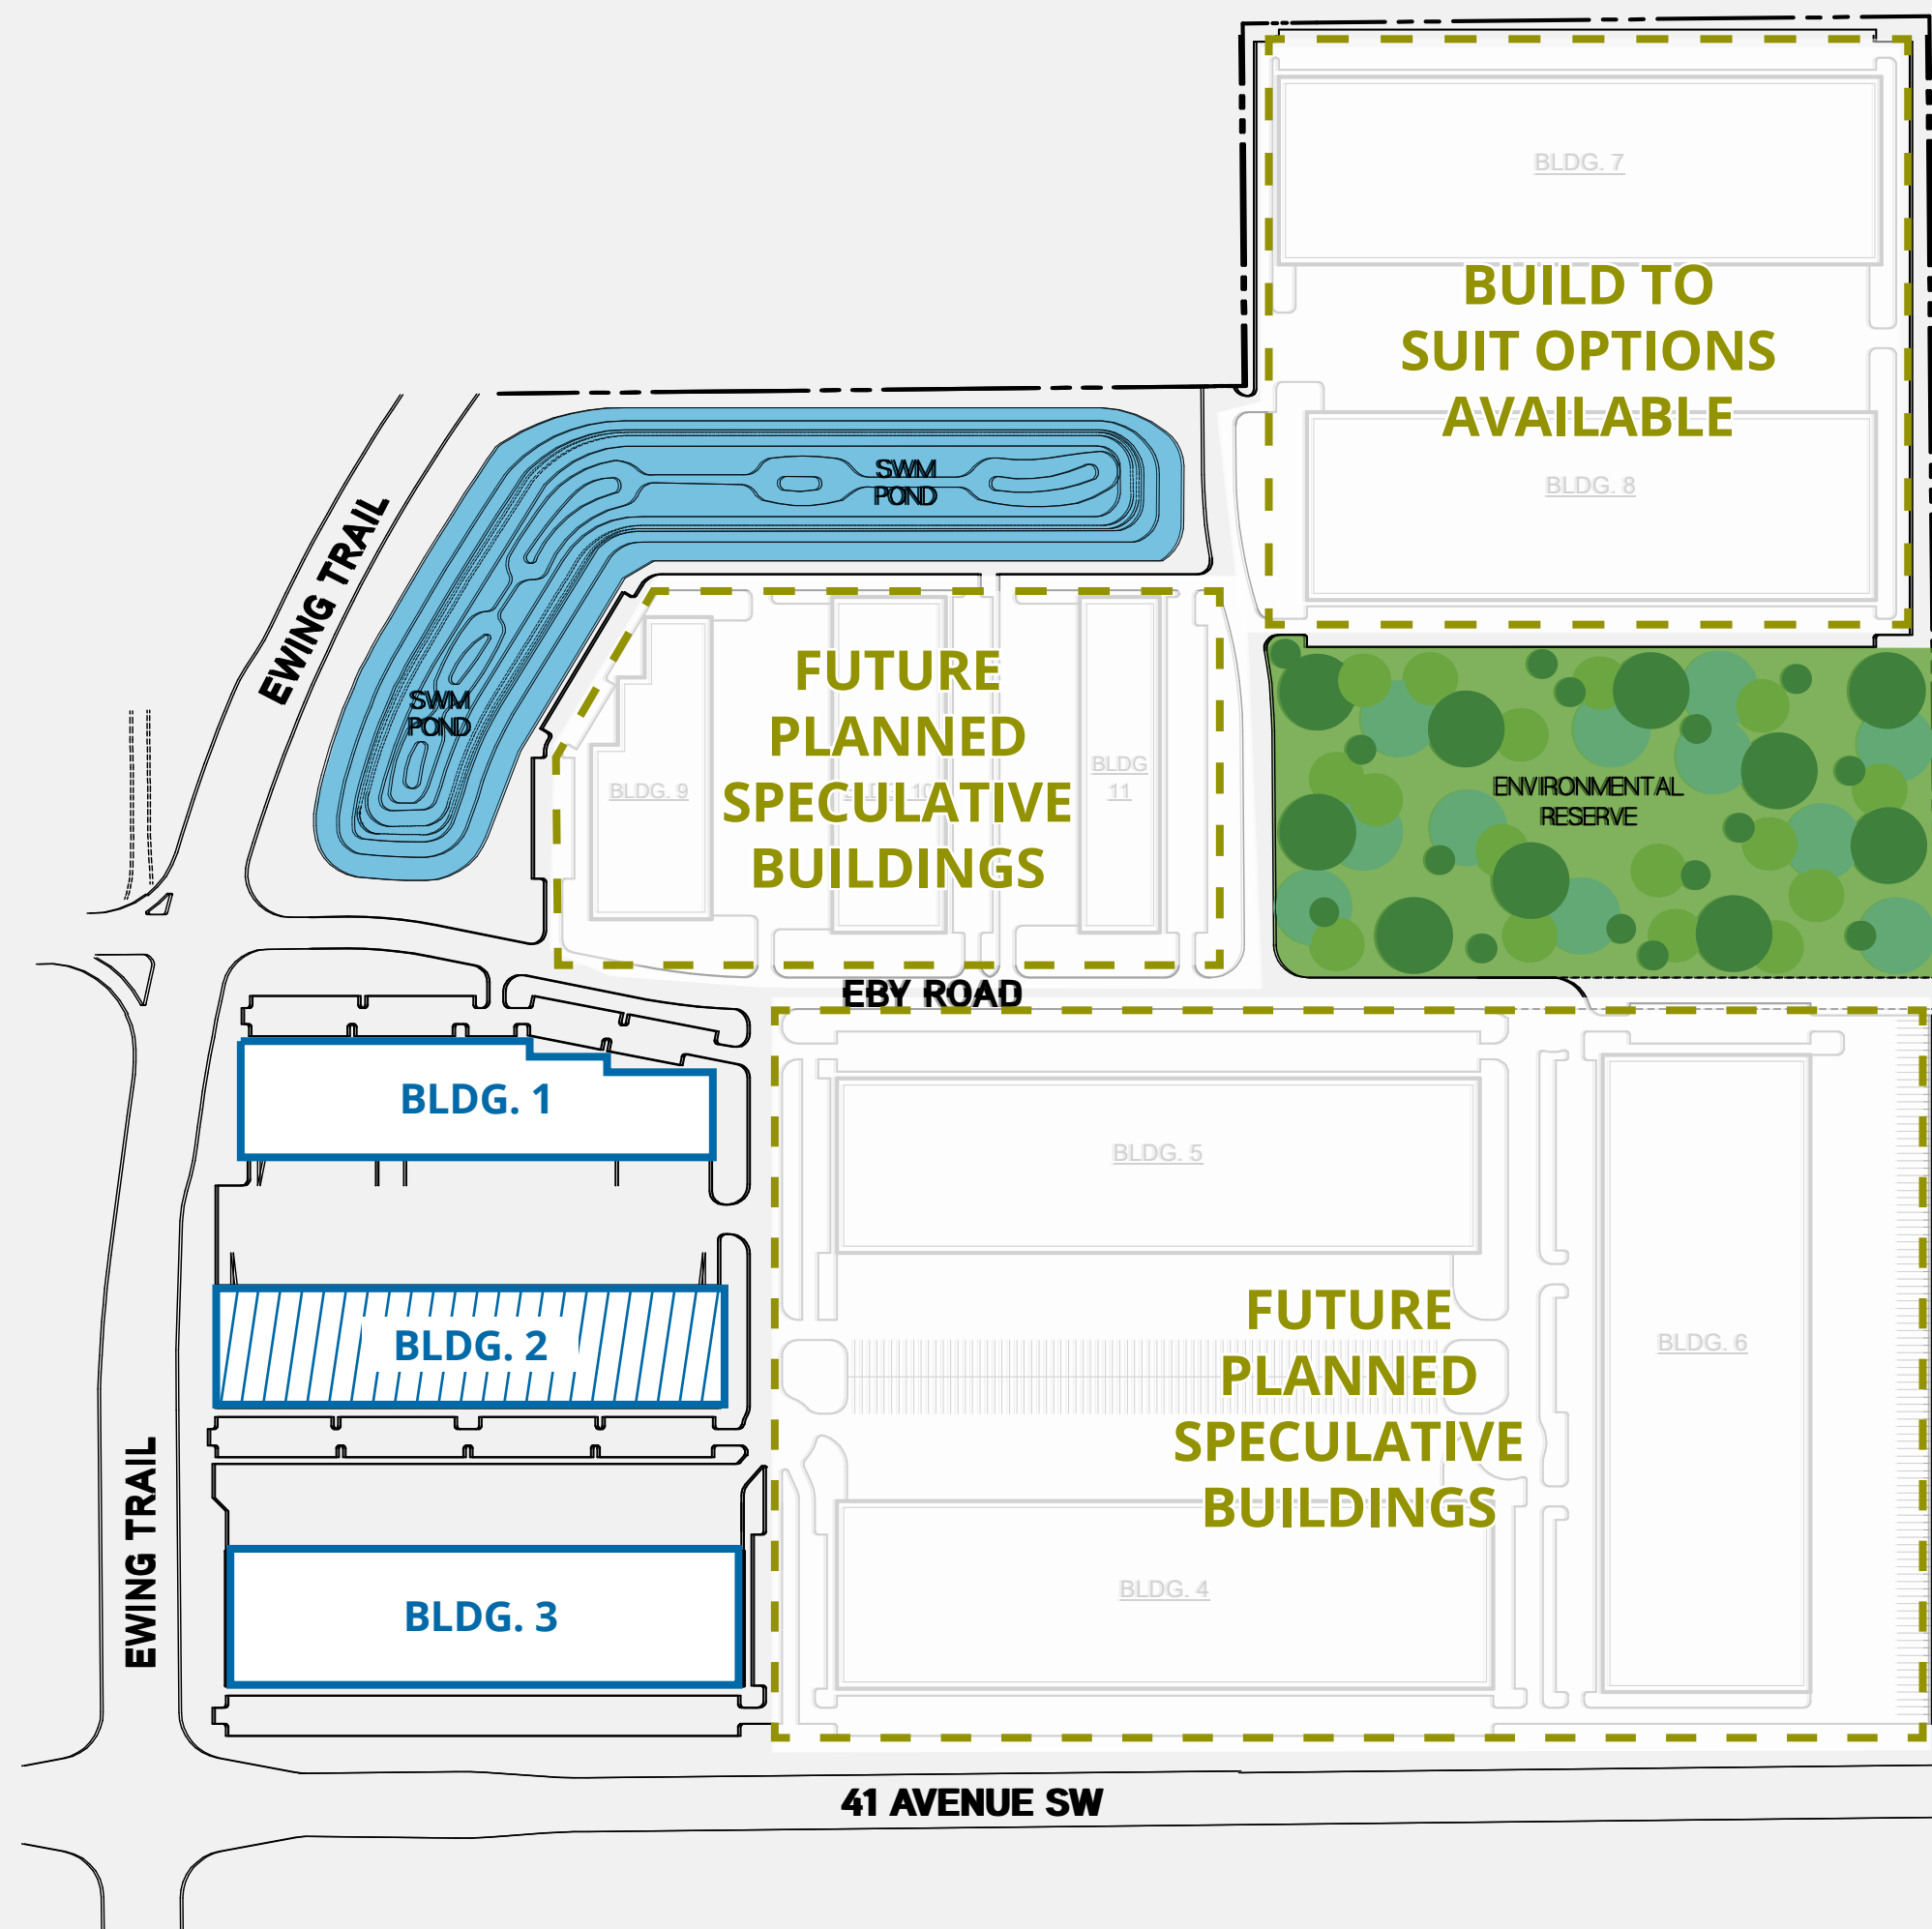 BLDG. 7
BUILD TO
SUIT OPTIONS
AVAILABLE
BLDG. 8
SWM
POND
EWING TRAIL
SWM
POND
FUTURE
PLANNED
SPECULATIVE
BUILDINGS
BLDG. 9
BLDG. 10
BLDG
11
ENVIRONMENTAL
RESERVE
EBY ROAD
BLDG. 1
BLDG. 5
BLDG. 2
FUTURE
PLANNED
SPECULATIVE
BUILDINGS
BLDG. 6
EWING TRAIL
BLDG. 3
BLDG. 4
41 AVENUE SW